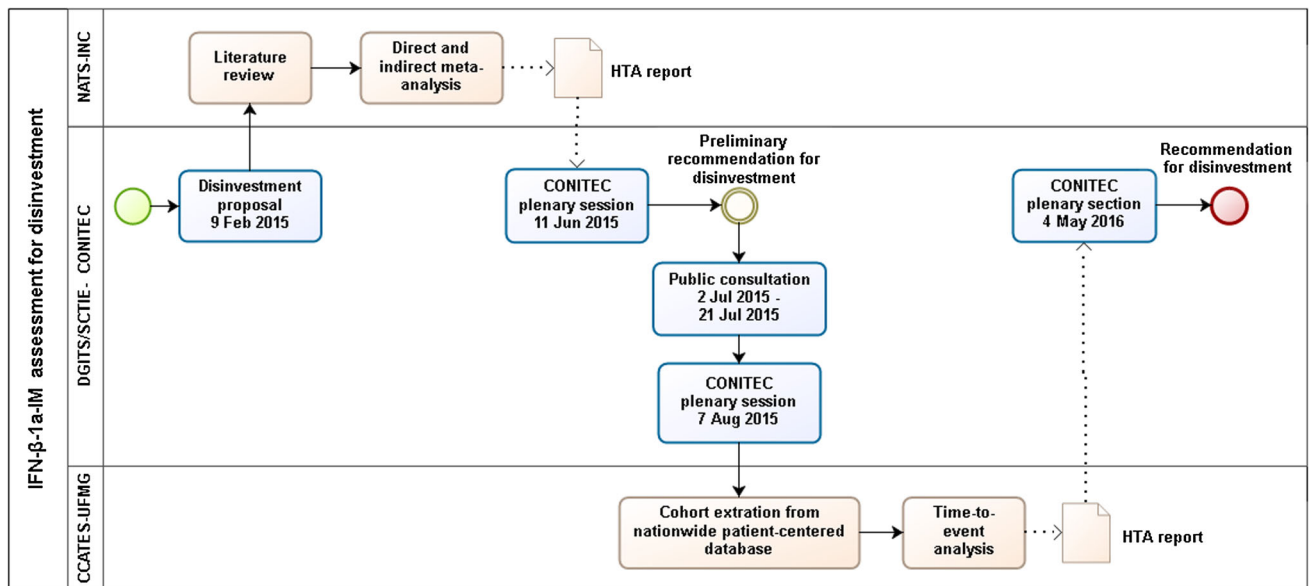 IFN-β-1a-IM assessment for disinvestment
NATS-INC
Literature
review
Direct and
indirect meta-
analysis
HTA report
DGITS/SCTIE- CONITEC
Disinvestment
proposal
9 Feb 2015
CONITEC
plenary session
11 Jun 2015
Preliminary
recommendation for
disinvestment
Public consultation
2 Jul 2015 -
21 Jul 2015
CONITEC
plenary session
7 Aug 2015
CONITEC
plenary section
4 May 2016
Recommendation
for disinvestment
CCATES-UFMG
Cohort extration from
nationwide patient-centered
database
Time-to-
event
analysis
HTA report